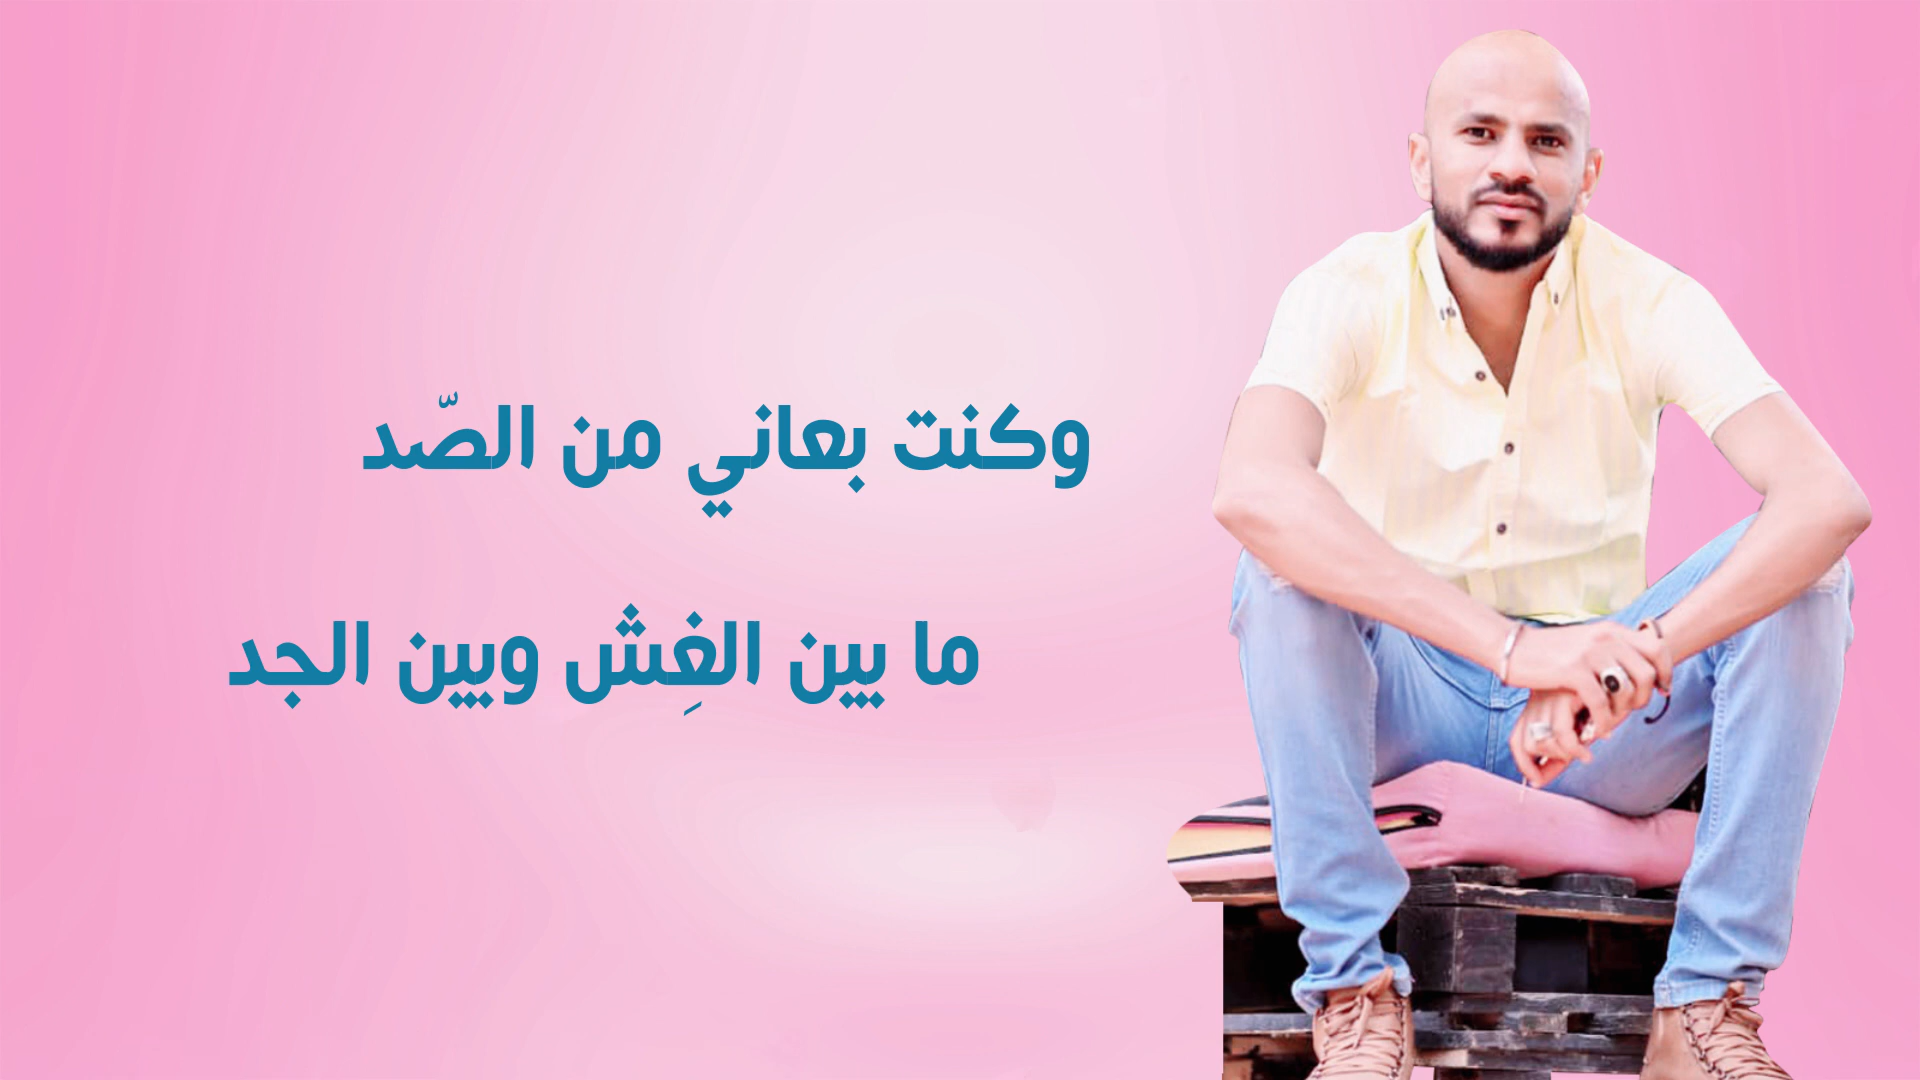 وكنت بعاني من الصّد
ما بين الغِش وبين الجد